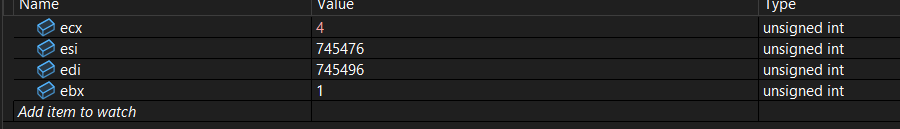 Name Value Type
ecx 4 unsigned int
esi 745476 unsigned int
edi 745496 unsigned int
ebx 1 unsigned int
Add item to watch